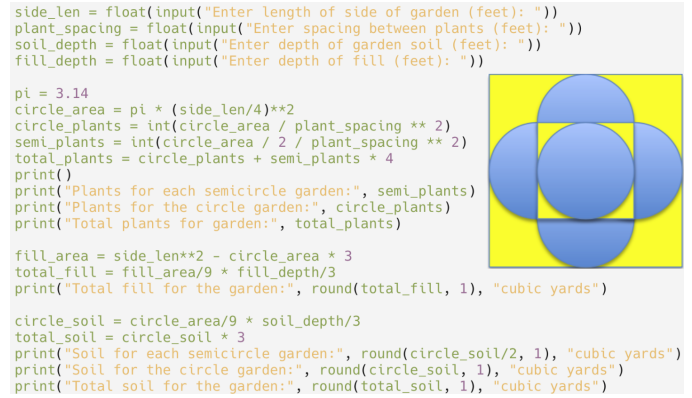 side_len = float(input("Enter length of side of garden (feet): "))
plant_spacing = float(input("Enter spacing between plants (feet): "))
soil_depth = float(input("Enter depth of garden soil (feet): "))
fill_depth = float(input("Enter depth of fill (feet): "))

pi = 3.14
circle_area = pi * (side_len/4)**2
circle_plants = int(circle_area / plant_spacing ** 2)
semi_plants = int(circle_area / 2 / plant_spacing ** 2)
total_plants = circle_plants + semi_plants * 4
print()
print("Plants for each semicircle garden:", semi_plants)
print("Plants for the circle garden:", circle_plants)
print("Total plants for garden:", total_plants)

fill_area = side_len**2 - circle_area * 3
total_fill = fill_area/9 * fill_depth/3
print("Total fill for the garden:", round(total_fill, 1), "cubic yards")

circle_soil = circle_area/9 * soil_depth/3
total_soil = circle_soil * 3
print("Soil for each semicircle garden:", round(circle_soil/2, 1), "cubic yards")
print("Soil for the circle garden:", round(circle_soil, 1), "cubic yards")
print("Total soil for the garden:", round(total_soil, 1), "cubic yards")